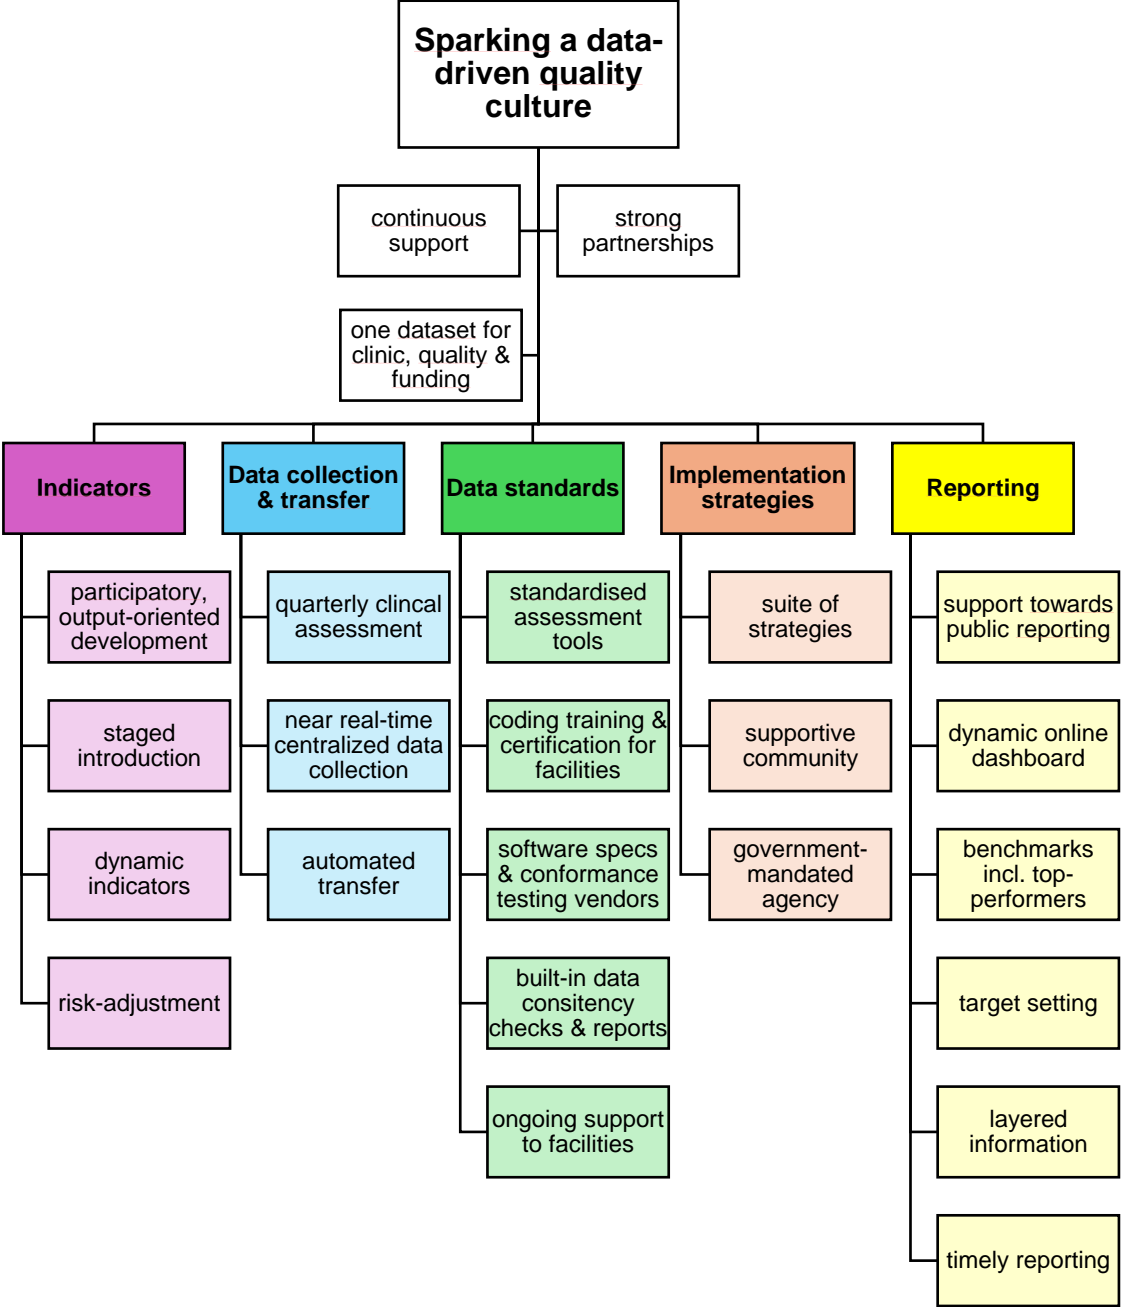 Sparking a data-
driven quality
culture
continuous
support
strong
partnerships
one dataset for
clinic, quality &
funding
Indicators
participatory,
output-oriented
development
staged
introduction
dynamic
indicators
risk-adjustment
Data collection
& transfer
quarterly clincal
assessment
near real-time
centralized data
collection
automated
transfer
Data standards
standardised
assessment
tools
coding training &
certification for
facilities
software specs
& conformance
testing vendors
built-in data
consitency
checks & reports
ongoing support
to facilities
Implementation
strategies
suite of
strategies
supportive
community
government-
mandated
agency
Reporting
support towards
public reporting
dynamic online
dashboard
benchmarks
incl. top-
performers
target setting
layered
information
timely reporting